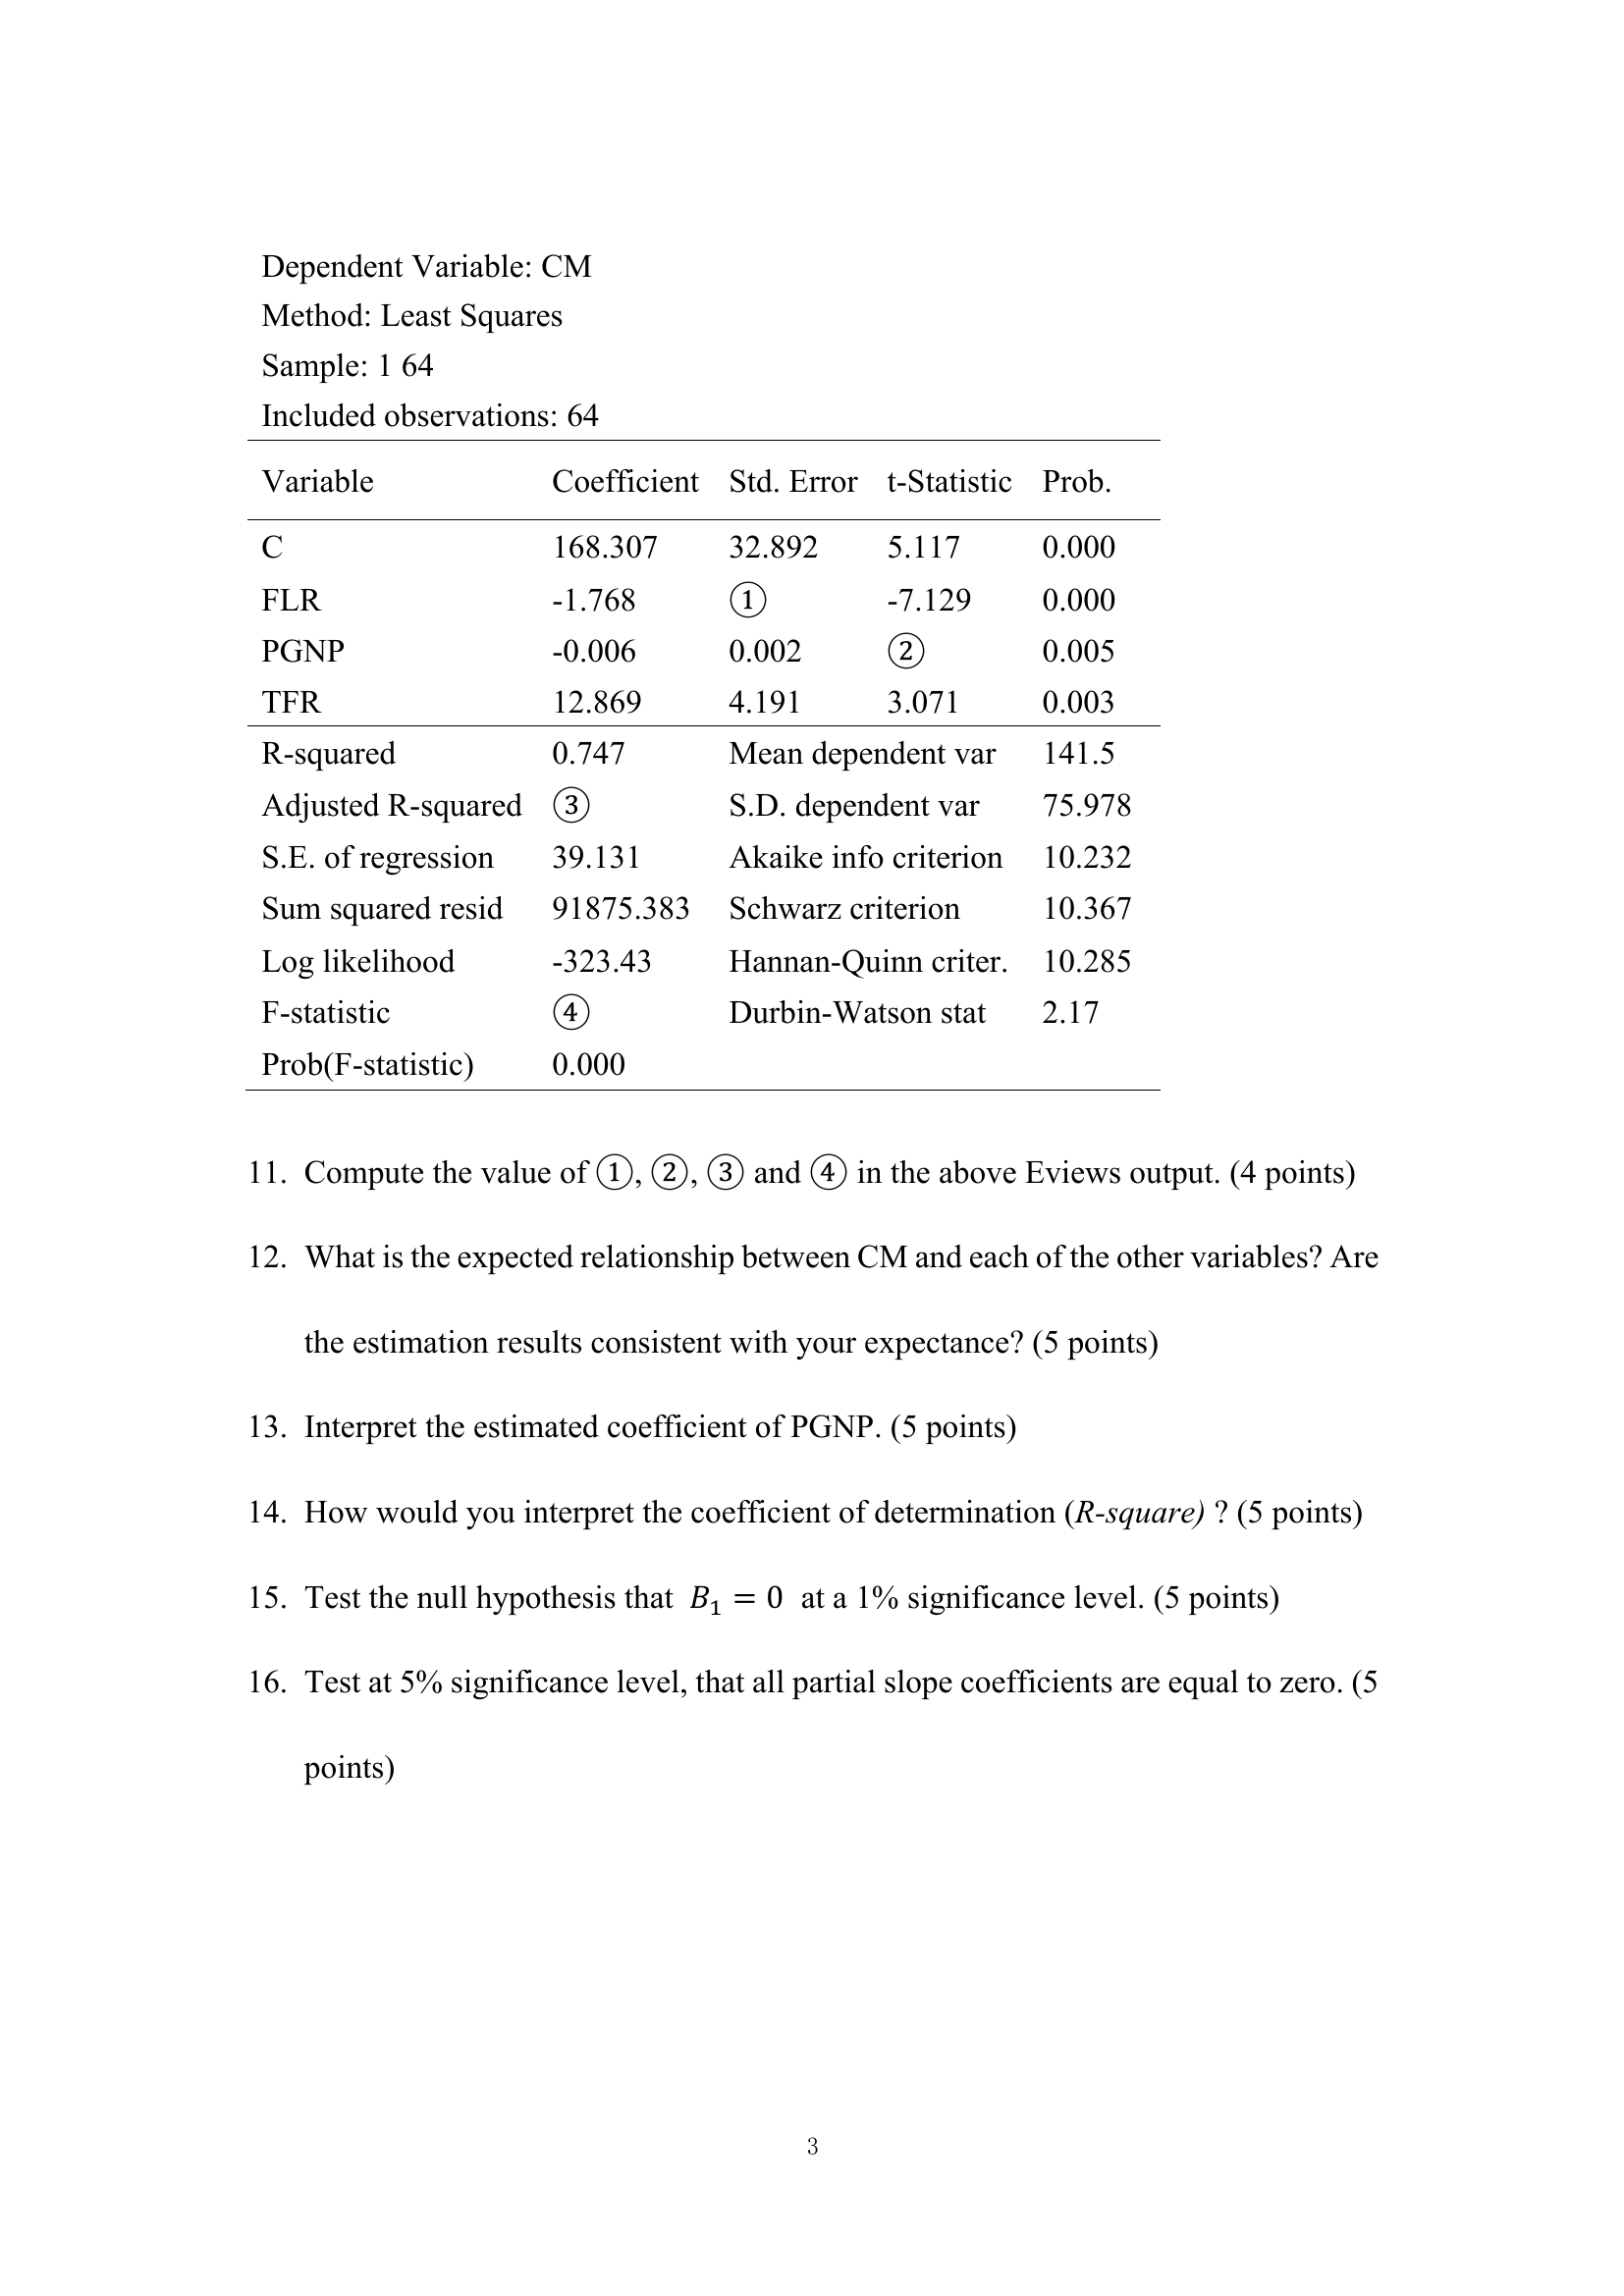 Dependent Variable: CM
Method: Least Squares
Sample: 1 64
Included observations: 64
Variable Coefficient Std. Error t-Statistic Prob.
C 168.307 32.892 5.117 0.000
FLR -1.768 ① -7.129 0.000
PGNP -0.006 0.002 ② 0.005
TFR 12.869 4.191 3.071 0.003
R-squared 0.747 Mean dependent var 141.5
Adjusted R-squared ③ S.D. dependent var 75.978
S.E. of regression 39.131 Akaike info criterion 10.232
Sum squared resid 91875.383 Schwarz criterion 10.367
Log likelihood -323.43 Hannan-Quinn criter. 10.285
F-statistic ④ Durbin-Watson stat 2.17
Prob(F-statistic) 0.000
11. Compute the value of ①, ②, ③ and ④ in the above Eviews output. (4 points)
12. What is the expected relationship between CM and each of the other variables? Are
the estimation results consistent with your expectance? (5 points)
13. Interpret the estimated coefficient of PGNP. (5 points)
14. How would you interpret the coefficient of determination (R-square) ? (5 points)
15. Test the null hypothesis that B₁ = 0 at a 1% significance level. (5 points)
16. Test at 5% significance level, that all partial slope coefficients are equal to zero. (5
points)
3